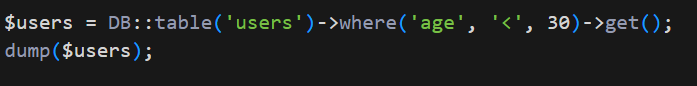 $users = DB::table('users')->where('age', '<', 30)->get();
dump($users);